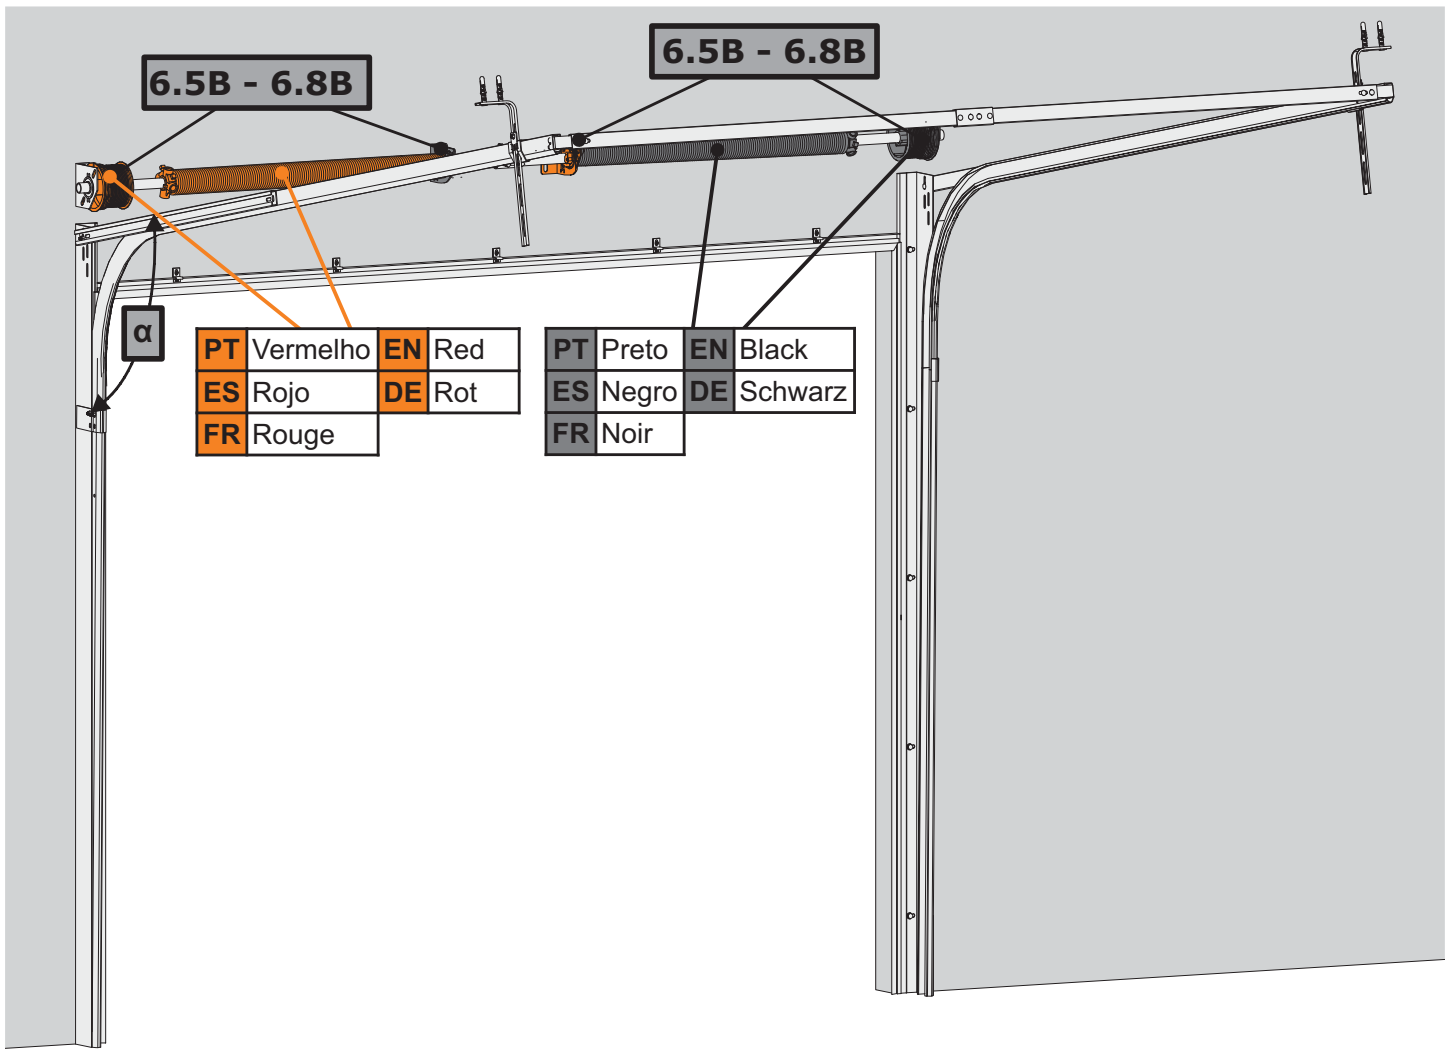 6.5B - 6.8B
6.5B - 6.8B
α
PT Vermelho EN Red
ES Rojo DE Rot
FR Rouge
PT Preto EN Black
ES Negro DE Schwarz
FR Noir